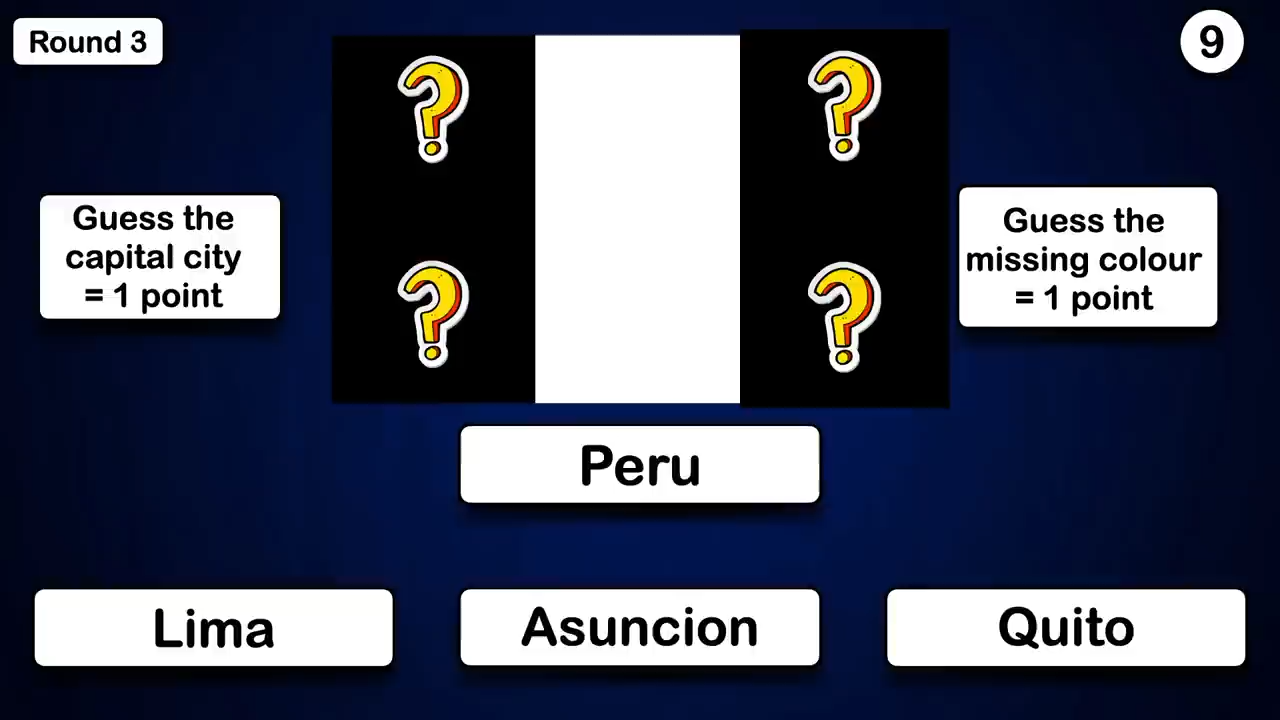 Round 3
9
Guess the
capital city
= 1 point
Guess the
missing colour
= 1 point
Peru
Lima
Asuncion
Quito